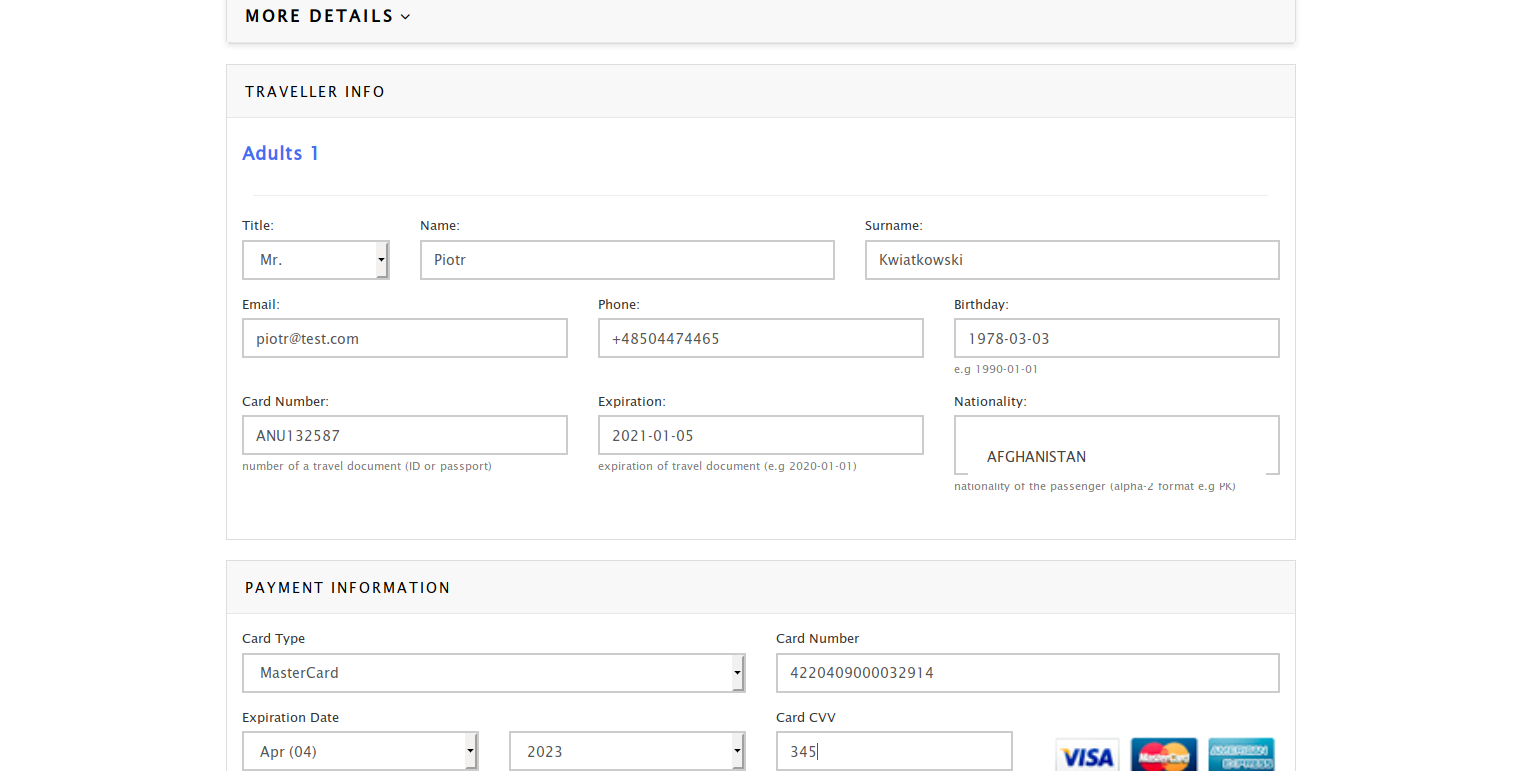 MORE DETAILS
TRAVELLER INFO
Adults 1
Title: Name: Surname:
Mr. Piotr Kwiatkowski
Email: Phone: Birthday:
piotr@test.com +48504474465 1978-03-03
e.g 1990-01-01
Card Number: Expiration: Nationality:
ANU132587 2021-01-05 AFGHANISTAN
number of a travel document (ID or passport) expiration of travel document (e.g 2020-01-01) nationality of the passenger (alpha-2 format e.g PK)
PAYMENT INFORMATION
Card Type Card Number
MasterCard 4220409000032914
Expiration Date Card CVV
Apr (04) 2023 345 VISA MasterCard AMERICAN EXPRESS